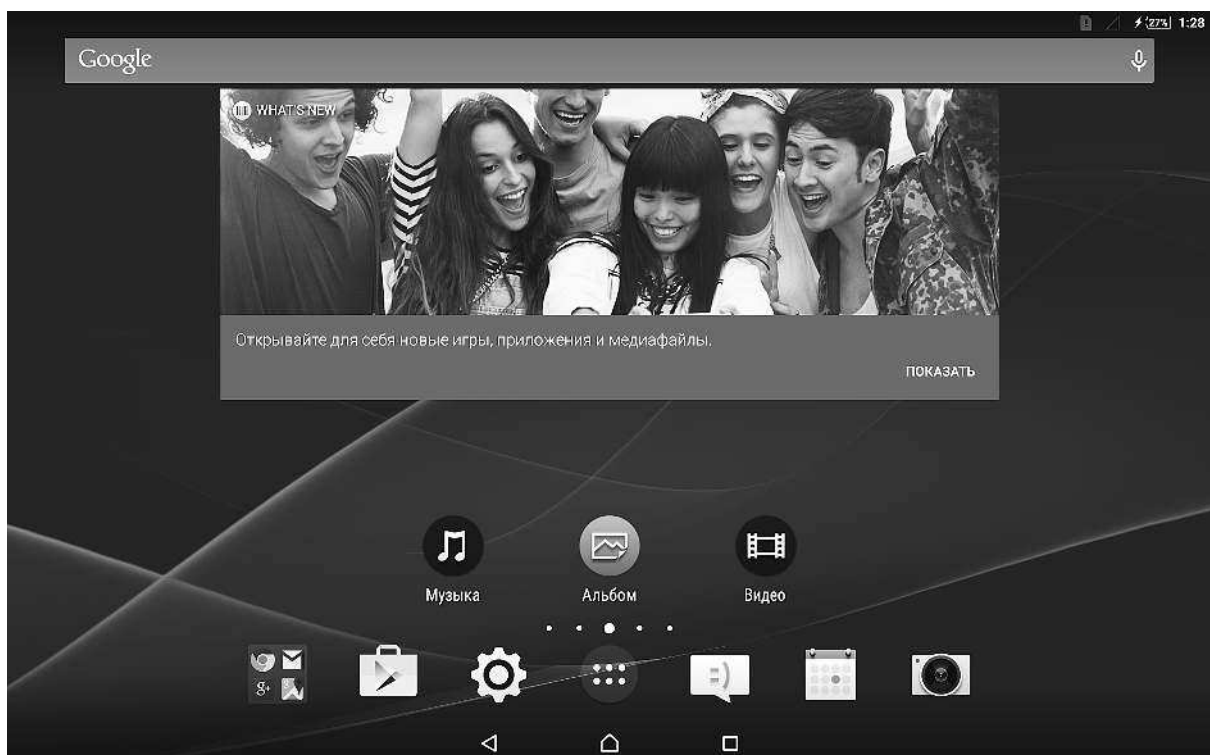 27% 1:28
Google
WHAT'S NEW
Открывайте для себя новые игры, приложения и медиафайлы.
ПОКАЗАТЬ
Музыка Альбом Видео
g+ =)